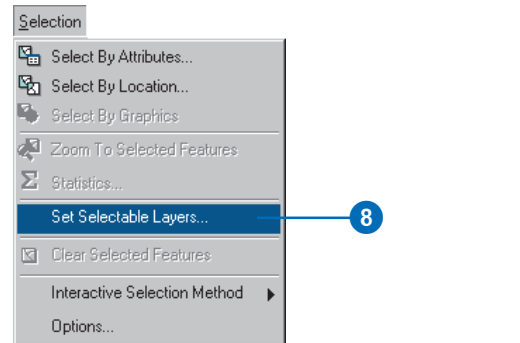 Selection
Select By Attributes...
Select By Location...
Select By Graphics
Zoom To Selected Features
Statistics...
Set Selectable Layers...
8
Clear Selected Features
Interactive Selection Method
Options...